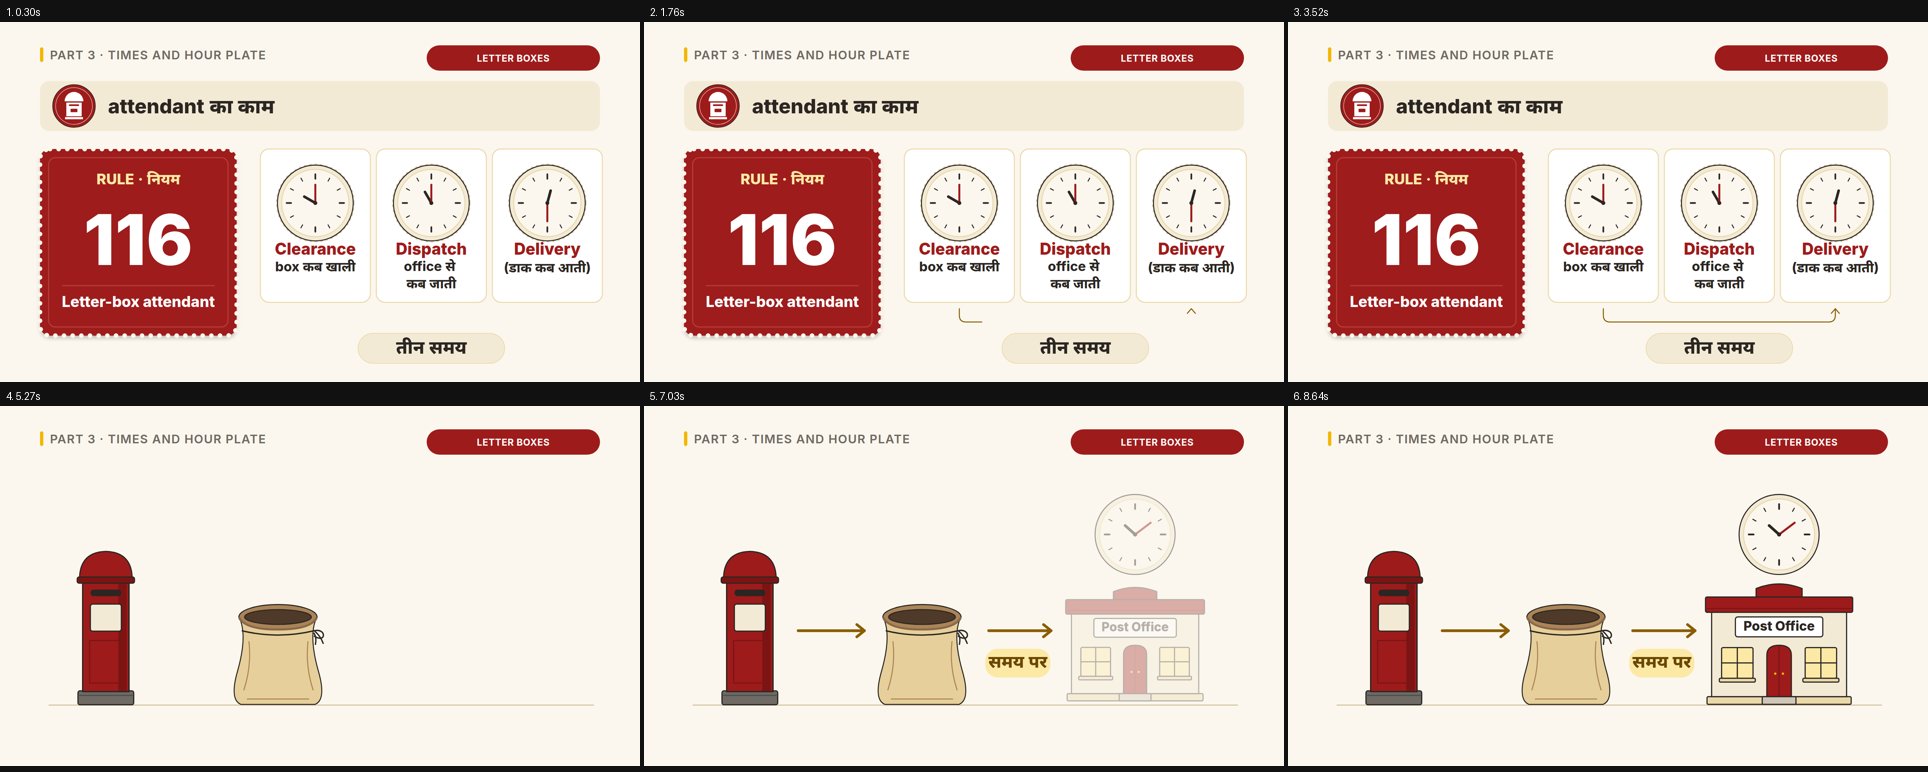 1. 0.30s
PART 3 · TIMES AND HOUR PLATE
LETTER BOXES
attendant का काम
RULE · नियम
116
Letter-box attendant
Clearance
box कब खाली
Dispatch
office से
कब जाती
Delivery
(डाक कब आती)
तीन समय
2. 1.76s
PART 3 · TIMES AND HOUR PLATE
LETTER BOXES
attendant का काम
RULE · नियम
116
Letter-box attendant
Clearance
box कब खाली
Dispatch
office से
कब जाती
Delivery
(डाक कब आती)
तीन समय
3. 3.52s
PART 3 · TIMES AND HOUR PLATE
LETTER BOXES
attendant का काम
RULE · नियम
116
Letter-box attendant
Clearance
box कब खाली
Dispatch
office से
कब जाती
Delivery
(डाक कब आती)
तीन समय
4. 5.27s
PART 3 · TIMES AND HOUR PLATE
LETTER BOXES
5. 7.03s
PART 3 · TIMES AND HOUR PLATE
LETTER BOXES
Post Office
समय पर
6. 8.64s
PART 3 · TIMES AND HOUR PLATE
LETTER BOXES
Post Office
समय पर